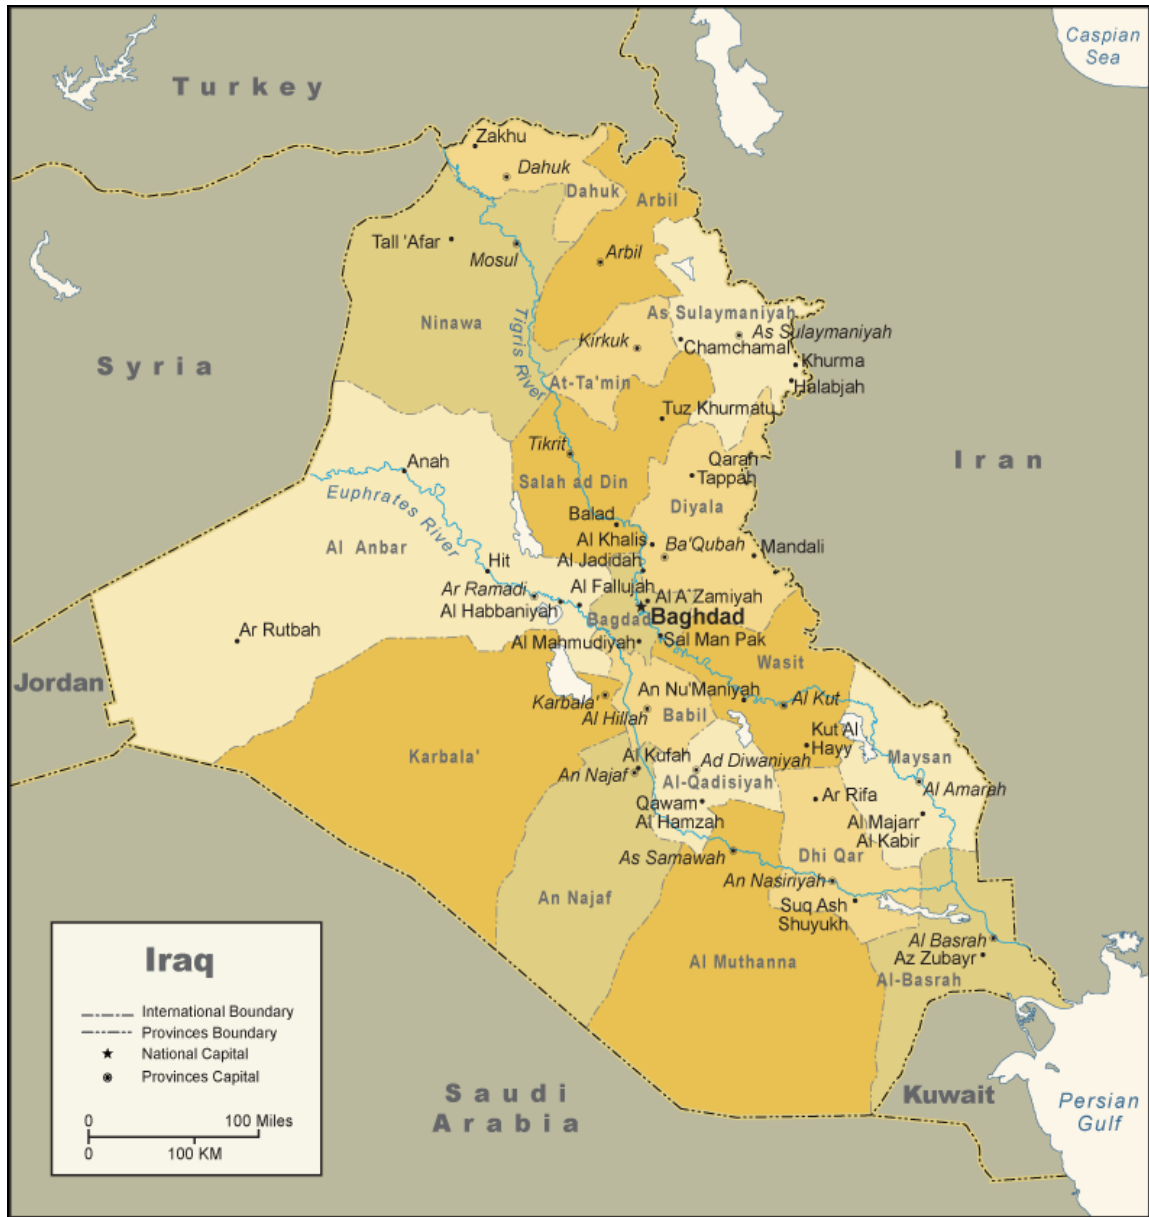 Caspian
Sea
Turkey
Zakhu
Dahuk
Dahuk
Arbil
Tall 'Afar
Mosul
Arbil
Ninawa
Tigris River
As Sulaymaniyah
As Sulaymaniyah
Kirkuk
Chamchamal
Khurma
Syria
At-Ta'min
Halabjah
Tuz Khurmatu
Tikrit
Anah
Qarah
Tappah
Iran
Salah ad Din
Euphrates River
Diyala
Balad
Al Anbar
Al Khalis
Ba'Qubah
Mandali
Hit
Al Jadidah
Ar Ramadi
Al Fallujah
Al A'Zamiyah
Al Habbaniyah
Bagdad
Baghdad
Ar Rutbah
Al Mahmudiyah
Sal Man Pak
Wasit
Jordan
Karbala'
An Nu'Maniyah
Al Kut
Al Hillah
Babil
Kut Al
Hayy
Karbala'
Al Kufah
Ad Diwaniyah
Maysan
An Najaf
Al-Qadisiyah
Al Amarah
Qawam
Al Hamzah
Ar Rifa
Al Majarr
Al Kabir
As Samawah
Dhi Qar
An Nasiriyah
An Najaf
Suq Ash
Shuyukh
Al Basrah
Az Zubayr
Al Muthanna
Al-Basrah
Iraq
International Boundary
Provinces Boundary
National Capital
Provinces Capital
0 100 Miles
0 100 KM
Saudi
Arabia
Kuwait
Persian
Gulf